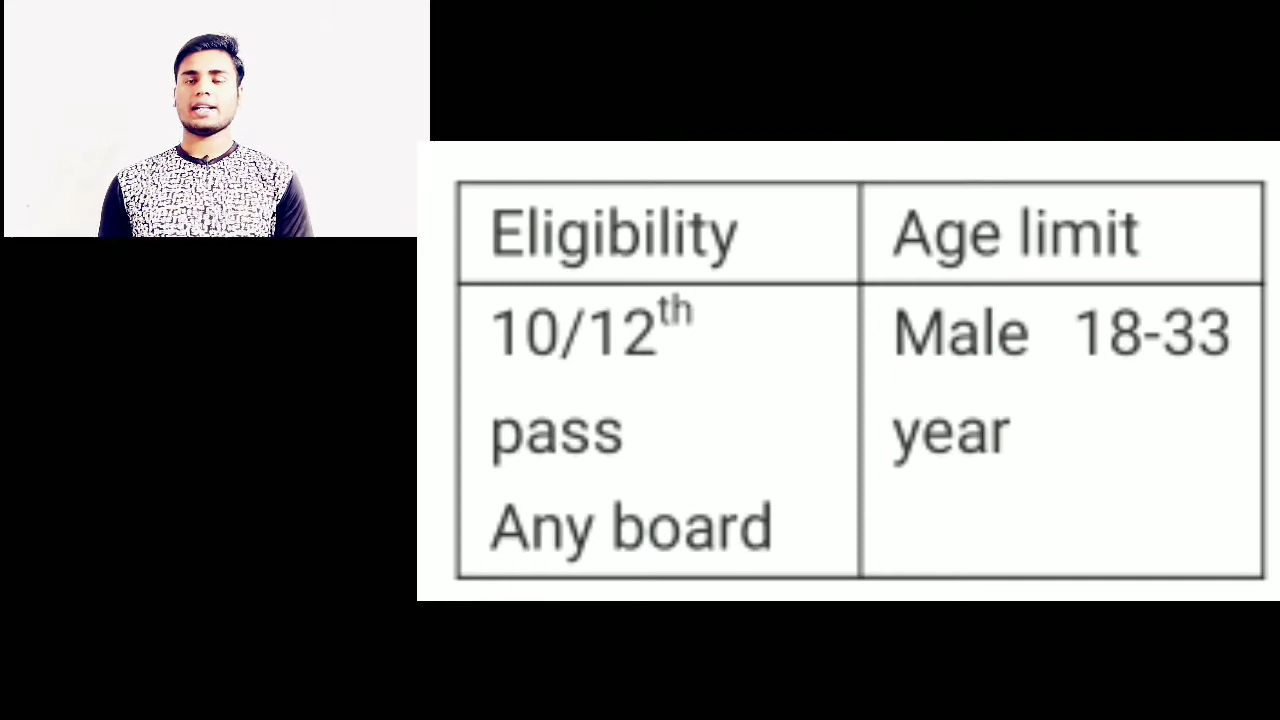 Eligibility
Age limit
10/12th
pass
Any board
Male 18-33
year